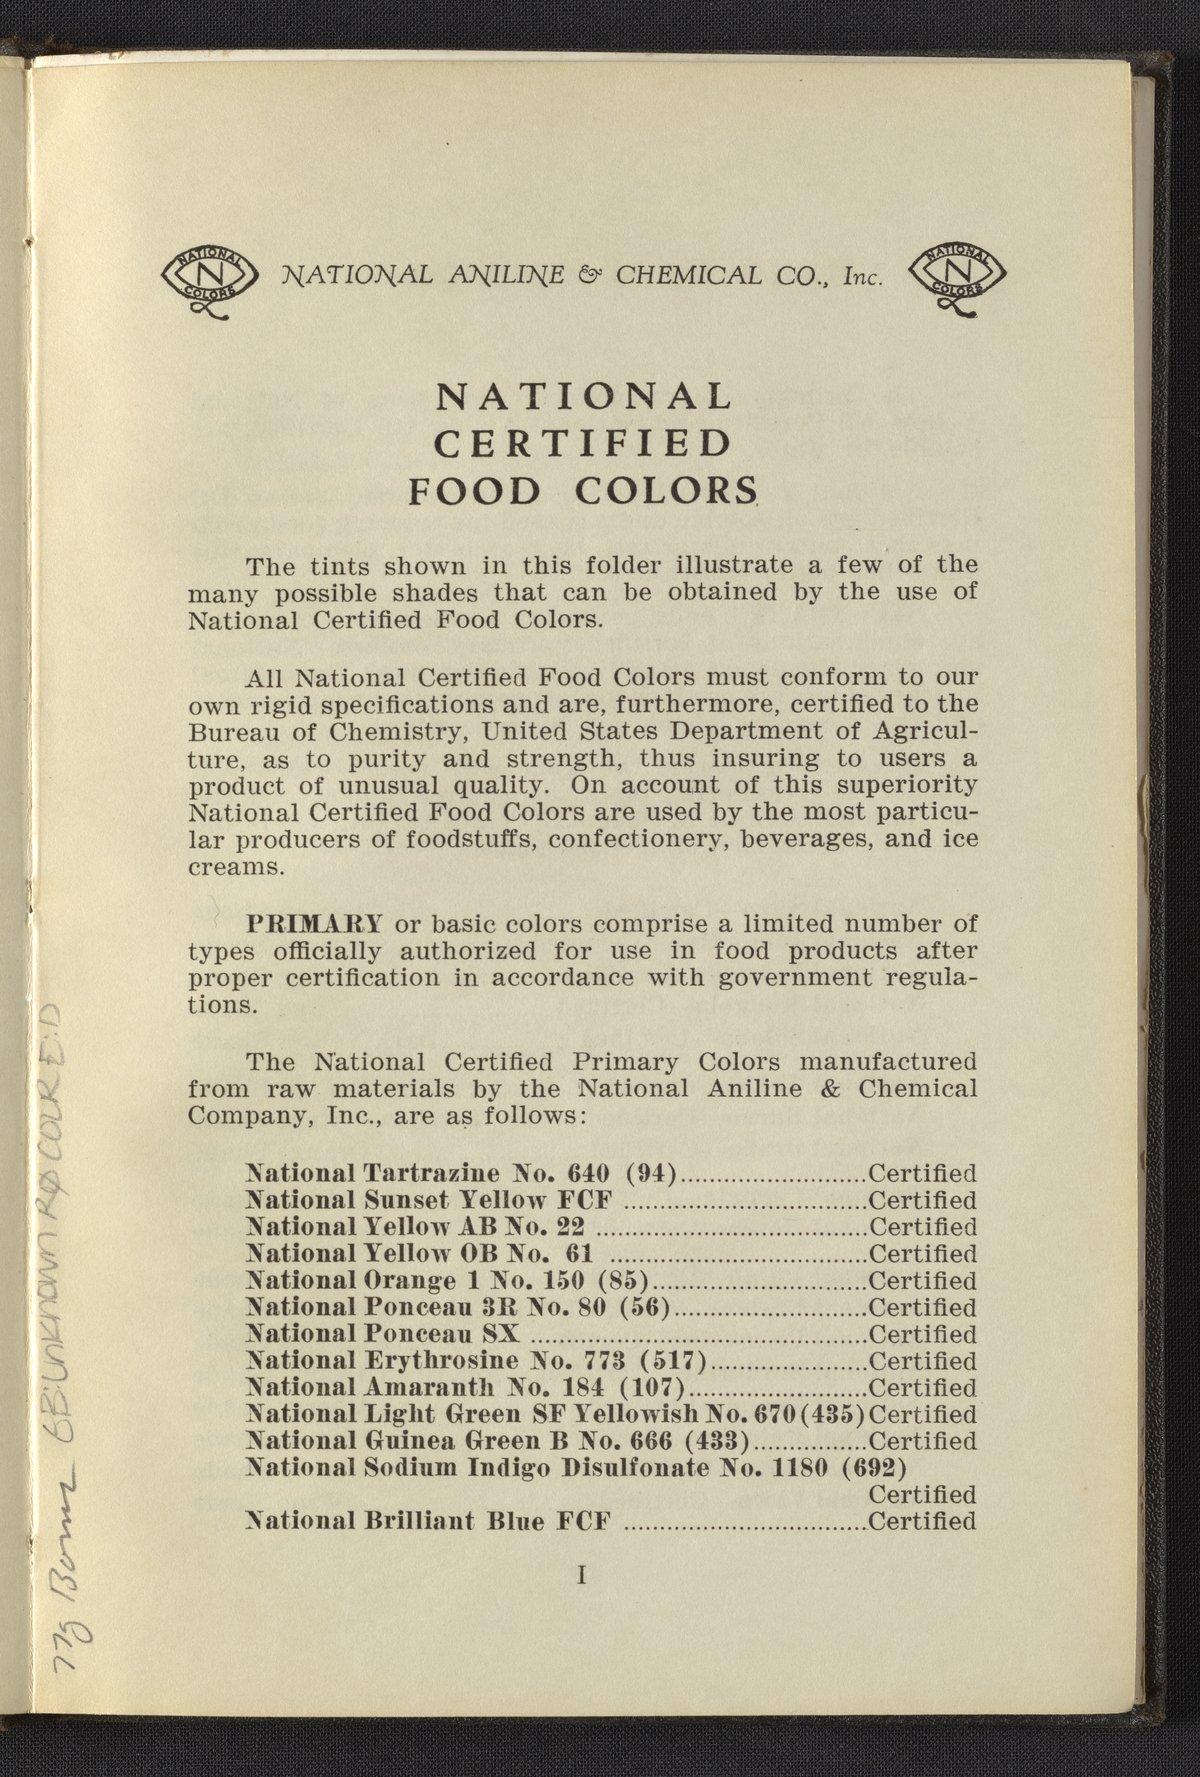 NATIONAL
N
COLORS
NATIONAL ANILINE & CHEMICAL CO., Inc.
NATIONAL
N
COLORS
NATIONAL
CERTIFIED
FOOD COLORS
The tints shown in this folder illustrate a few of the
many possible shades that can be obtained by the use of
National Certified Food Colors.
All National Certified Food Colors must conform to our
own rigid specifications and are, furthermore, certified to the
Bureau of Chemistry, United States Department of Agricul-
ture, as to purity and strength, thus insuring to users a
product of unusual quality. On account of this superiority
National Certified Food Colors are used by the most particu-
lar producers of foodstuffs, confectionery, beverages, and ice
creams.
PRIMARY or basic colors comprise a limited number of
types officially authorized for use in food products after
proper certification in accordance with government regula-
tions.
The National Certified Primary Colors manufactured
from raw materials by the National Aniline & Chemical
Company, Inc., are as follows:
National Tartrazine No. 640 (94)..........................Certified
National Sunset Yellow FCF ..................................Certified
National Yellow AB No. 22 ......................................Certified
National Yellow OB No. 61 ....................................Certified
National Orange 1 No. 150 (85)..............................Certified
National Ponceau 3R No. 80 (56)...........................Certified
National Ponceau SX ...............................................Certified
National Erythrosine No. 773 (517)......................Certified
National Amaranth No. 184 (107).........................Certified
National Light Green SF Yellowish No. 670 (435) Certified
National Guinea Green B No. 666 (433)................Certified
National Sodium Indigo Disulfonate No. 1180 (692)
Certified
National Brilliant Blue FCF ..................................Certified
I